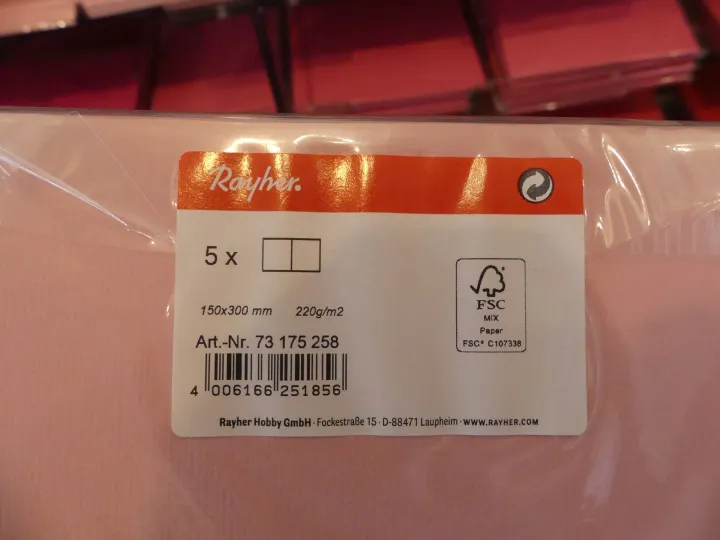 Rayher.
5 x
150x300 mm 220g/m2
FSC
MIX
Paper
FSC® C107338
Art.-Nr. 73 175 258
4 006166 251856
Rayher Hobby GmbH · Fockestraße 15 · D-88471 Laupheim · WWW.RAYHER.COM